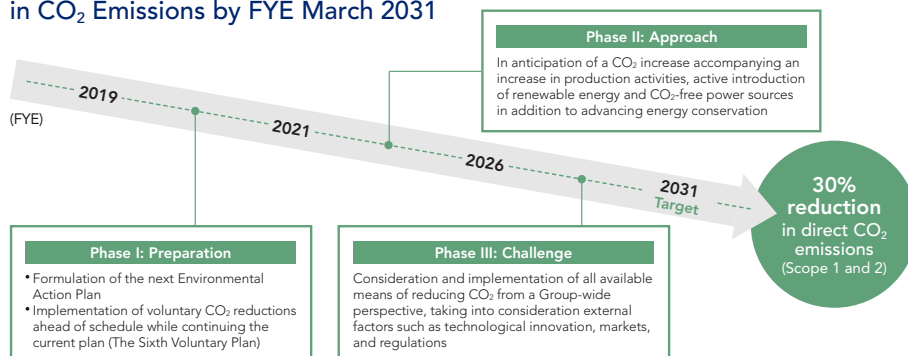 in CO₂ Emissions by FYE March 2031
Phase II: Approach
In anticipation of a CO₂ increase accompanying an
increase in production activities, active introduction
of renewable energy and CO₂-free power sources
in addition to advancing energy conservation
2019
(FYE)
2021
2026
2031
Target
30%
reduction
in direct CO₂
emissions
(Scope 1 and 2)
Phase I: Preparation
• Formulation of the next Environmental
Action Plan
• Implementation of voluntary CO₂ reductions
ahead of schedule while continuing the
current plan (The Sixth Voluntary Plan)
Phase III: Challenge
Consideration and implementation of all available
means of reducing CO₂ from a Group-wide
perspective, taking into consideration external
factors such as technological innovation, markets,
and regulations